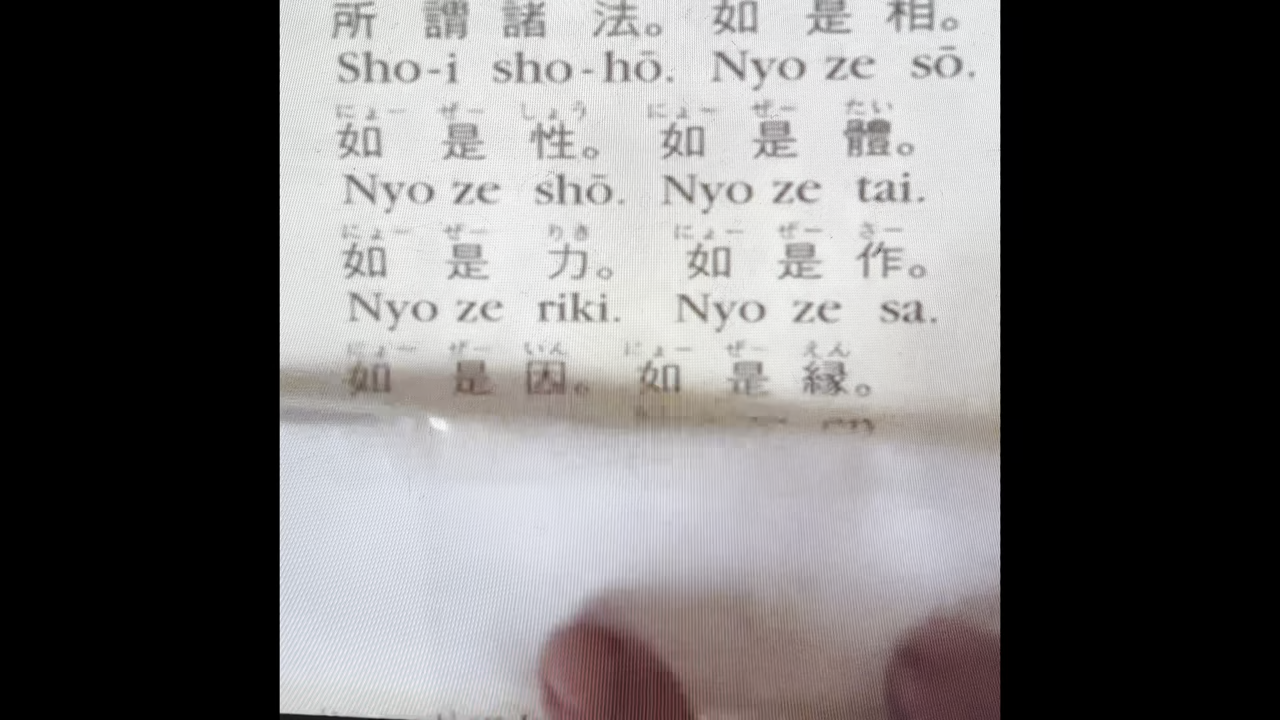 所 謂 諸 法。 如 是 相。
Sho-i sho-hō. Nyo ze sō.
にょー ぜー しょう にょー ぜー たい
如 是 性。 如 是 體。
Nyo ze shō. Nyo ze tai.
にょー ぜー りき にょー ぜー さー
如 是 力。 如 是 作。
Nyo ze riki. Nyo ze sa.
にょー ぜー いん にょー ぜー えん
如 是 因。 如 是 縁。